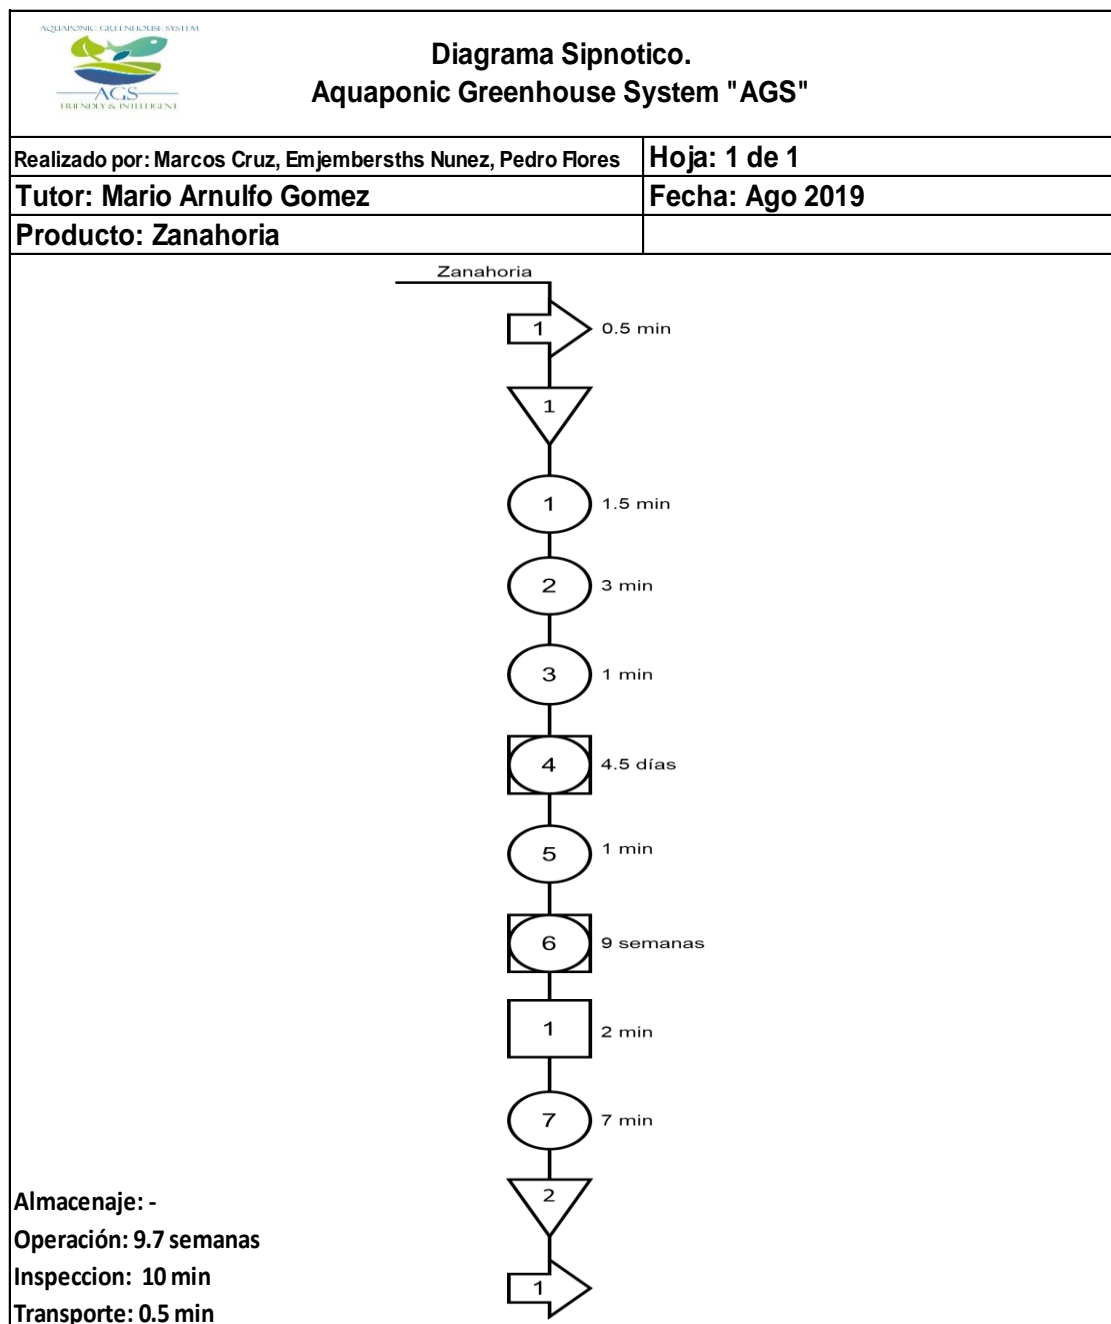 AQUAPONIC GREENHOUSE SYSTEM
AGS
FRIENDLY & INTELLIGENT
Diagrama Sipnotico.
Aquaponic Greenhouse System "AGS"
Realizado por: Marcos Cruz, Emjembersths Nunez, Pedro Flores
Hoja: 1 de 1
Tutor: Mario Arnulfo Gomez
Fecha: Ago 2019
Producto: Zanahoria
Zanahoria
1 0.5 min
1
1 1.5 min
2 3 min
3 1 min
4 4.5 días
5 1 min
6 9 semanas
1 2 min
7 7 min
2
1
Almacenaje: -
Operación: 9.7 semanas
Inspeccion: 10 min
Transporte: 0.5 min